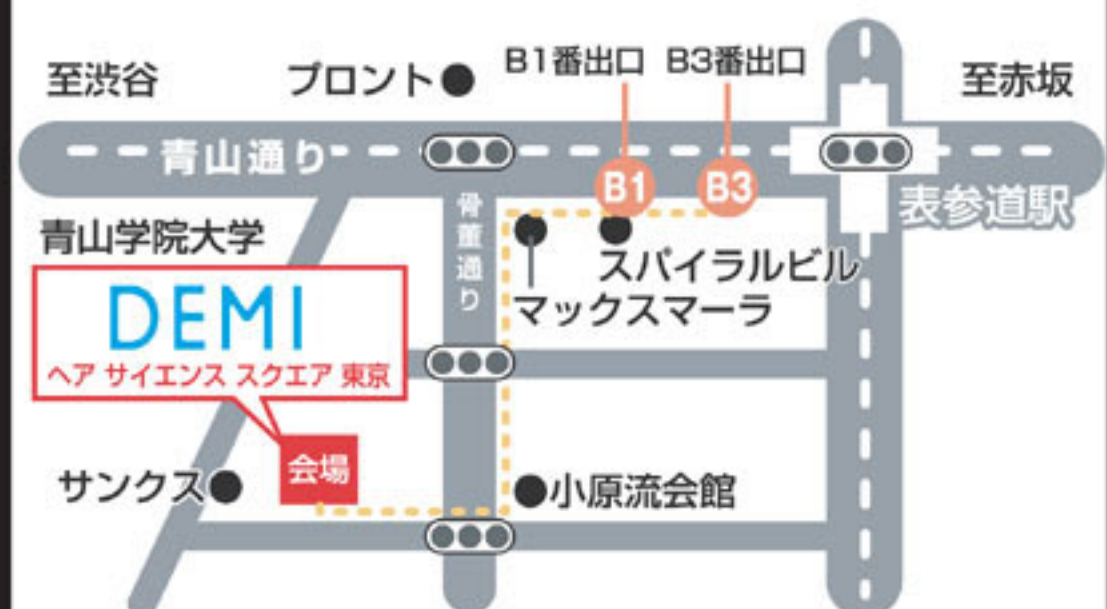 B1番出口 B3番出口
至渋谷
プロント
至赤坂
青山通り
B1
B3
表参道駅
骨董通り
青山学院大学
スパイラルビル
マックスマーラ
DEMI
ヘア サイエンス スクエア 東京
会場
サンクス
小原流会館